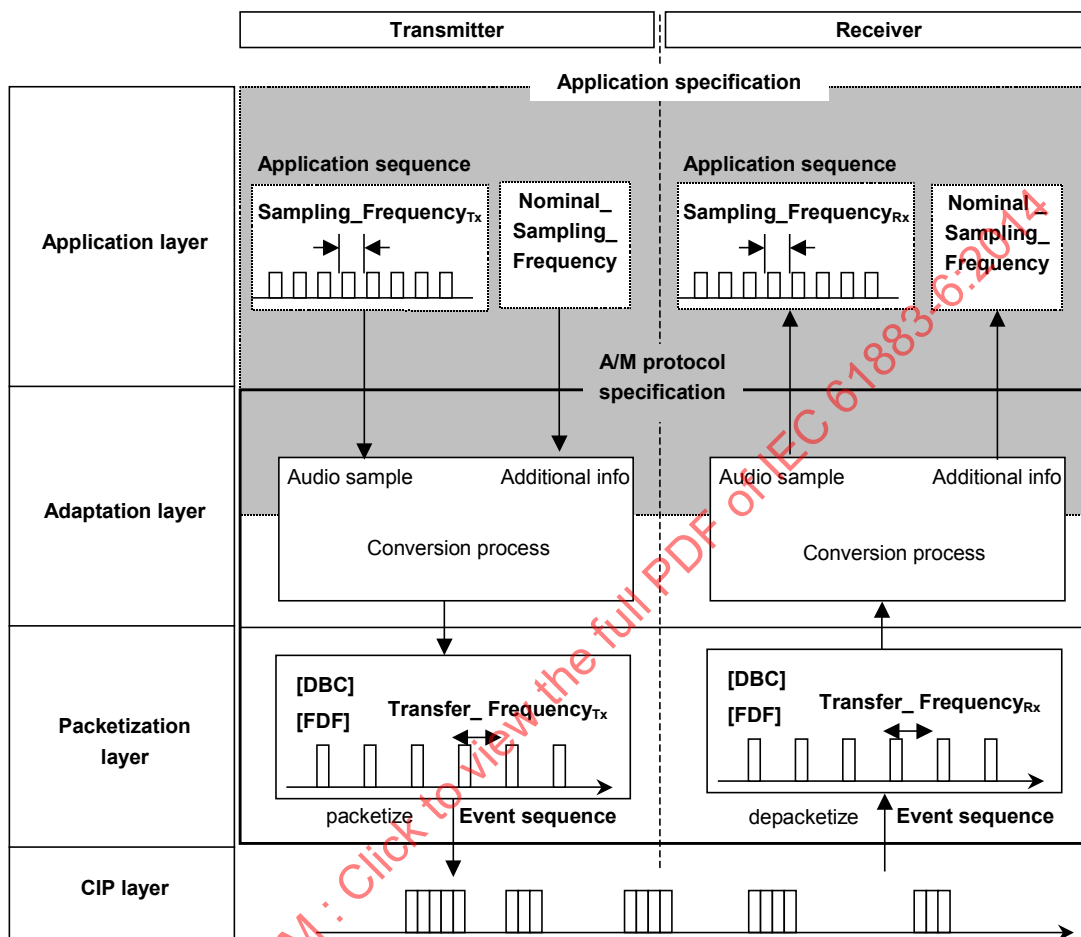 Transmitter
Receiver
Application specification
Application layer
Application sequence
Sampling_FrequencyTx
Nominal_
Sampling_
Frequency
Application sequence
Sampling_FrequencyRx
Nominal_
Sampling_
Frequency
A/M protocol
specification
Adaptation layer
Audio sample
Additional info
Conversion process
Audio sample
Additional info
Conversion process
Packetization
layer
[DBC]
[FDF]
Transfer_ FrequencyTx
packetize
Event sequence
[DBC]
[FDF]
Transfer_ FrequencyRx
depacketize
Event sequence
CIP layer
M : Click to view the full PDF of IEC 61883-6:2014